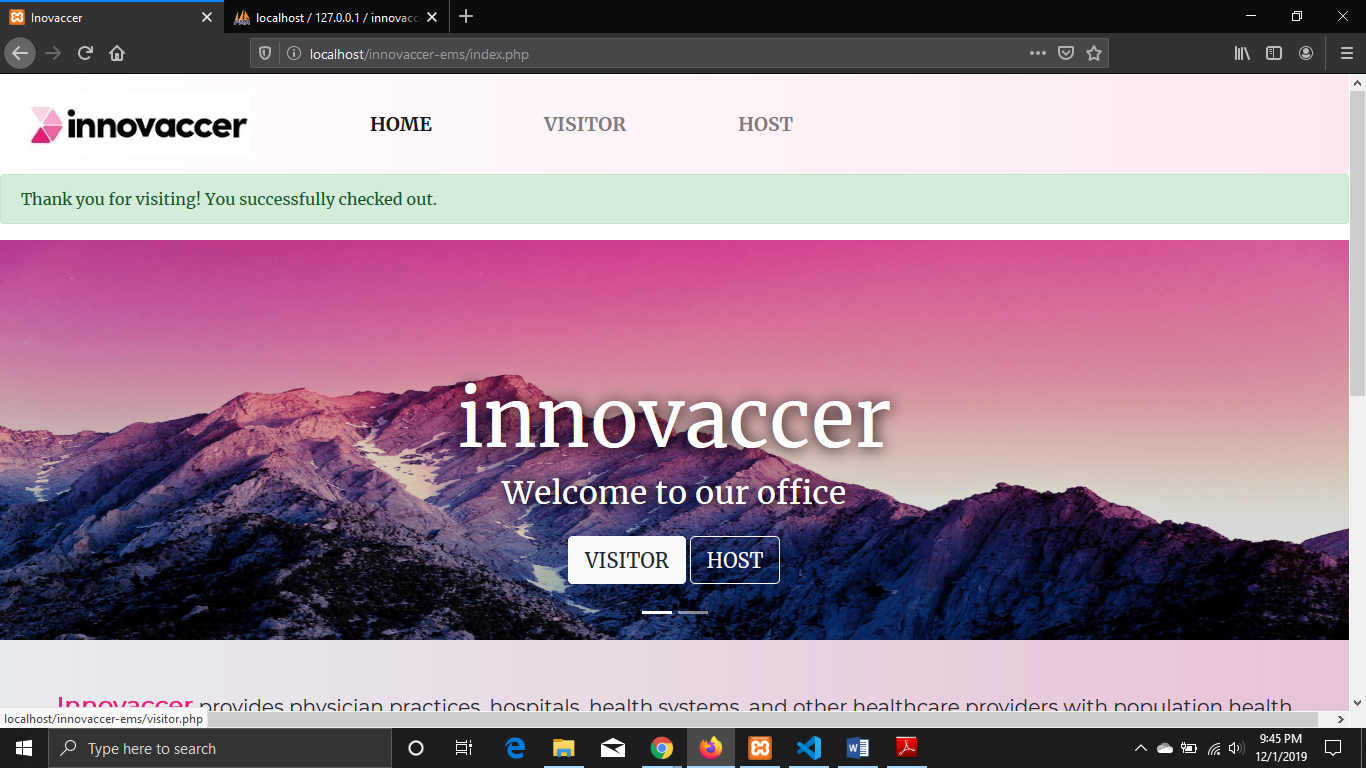 Inovaccer
localhost / 127.0.0.1 / innovacc
localhost/innovaccer-ems/index.php
innovaccer
HOME VISITOR HOST
Thank you for visiting! You successfully checked out.
innovaccer
Welcome to our office
VISITOR HOST
Innovaccer provides physician practices, hospitals, health systems, and other healthcare providers with population health
localhost/innovaccer-ems/visitor.php
Type here to search
9:45 PM
12/1/2019